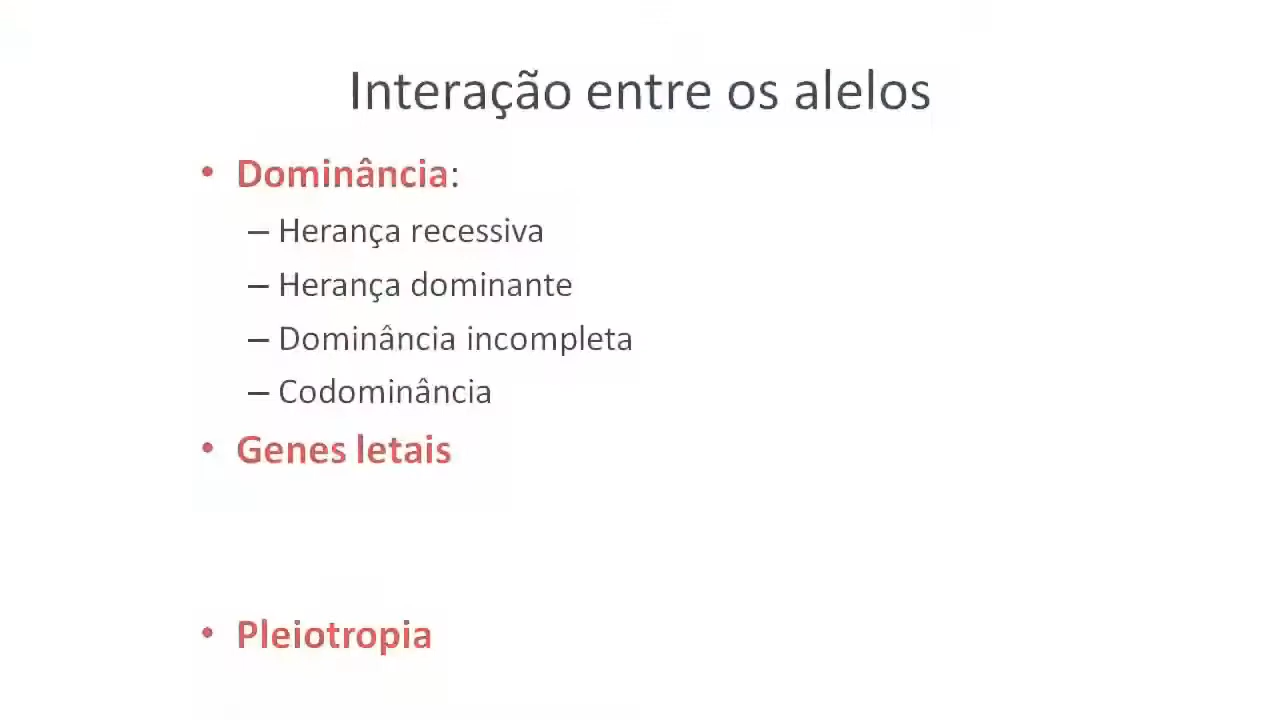 Interação entre os alelos
• Dominância:
– Herança recessiva
– Herança dominante
– Dominância incompleta
– Codominância
• Genes letais
• Pleiotropia